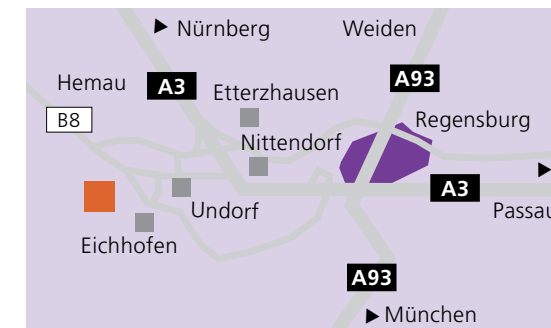 Nürnberg Weiden
Hemau A3 Etterzhausen A93
B8 Regensburg
Nittendorf
A3
Undorf Passau
Eichhofen
A93
München